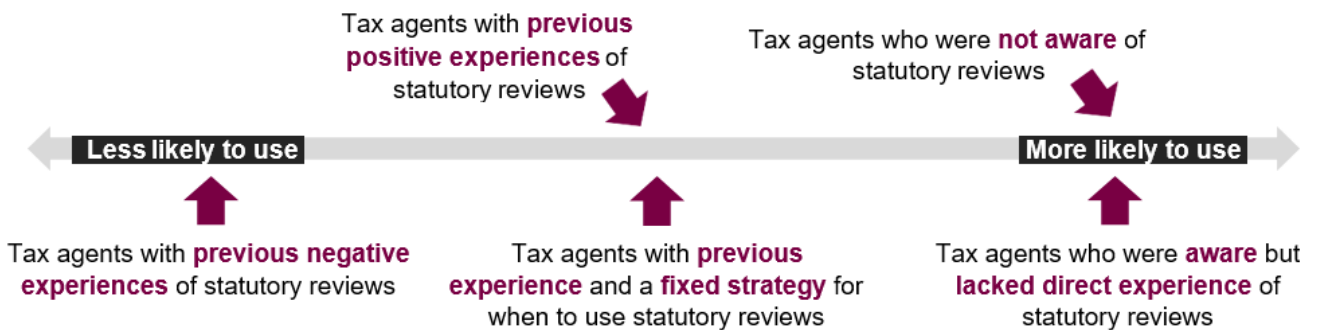 Tax agents with previous
positive experiences of
statutory reviews
Tax agents who were not aware of
statutory reviews
Less likely to use
More likely to use
Tax agents with previous negative
experiences of statutory reviews
Tax agents with previous
experience and a fixed strategy for
when to use statutory reviews
Tax agents who were aware but
lacked direct experience of
statutory reviews